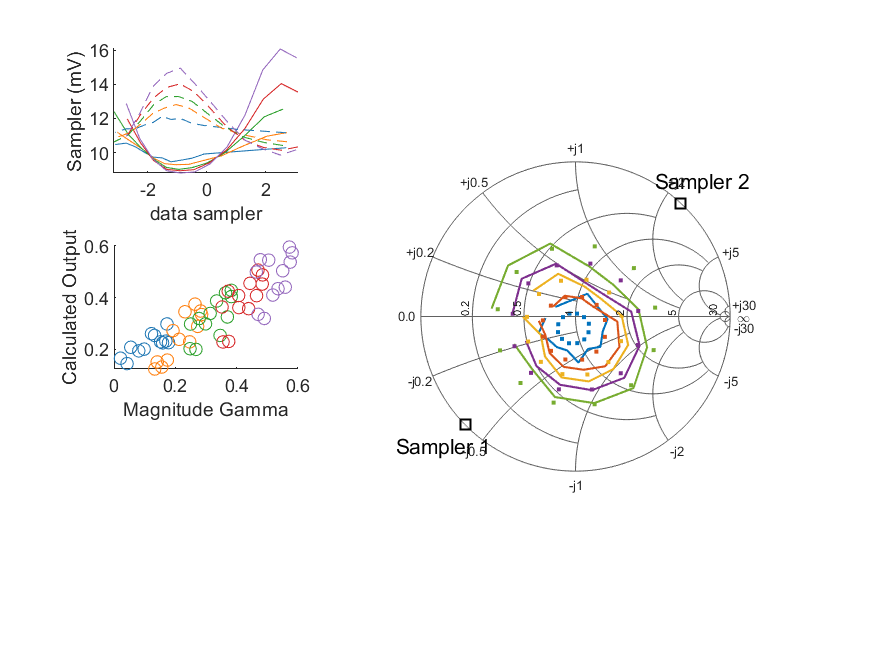 16
14
12
10
Sampler (mV)
-2
0
2
data sampler
0.6
0.4
0.2
Calculated Output
0
0.2
0.4
0.6
Magnitude Gamma
+j1
+j0.5
Sampler 2
+j0.2
+j5
0.0
0.2
0.5
1
2
5
30
+j30
∞
-j30
-j0.2
-j5
Sampler 1
-j0.5
-j2
-j1